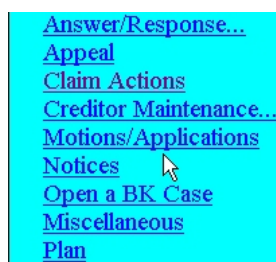 Answer/Response...
Appeal
Claim Actions
Creditor Maintenance...
Motions/Applications
Notices
Open a BK Case
Miscellaneous
Plan